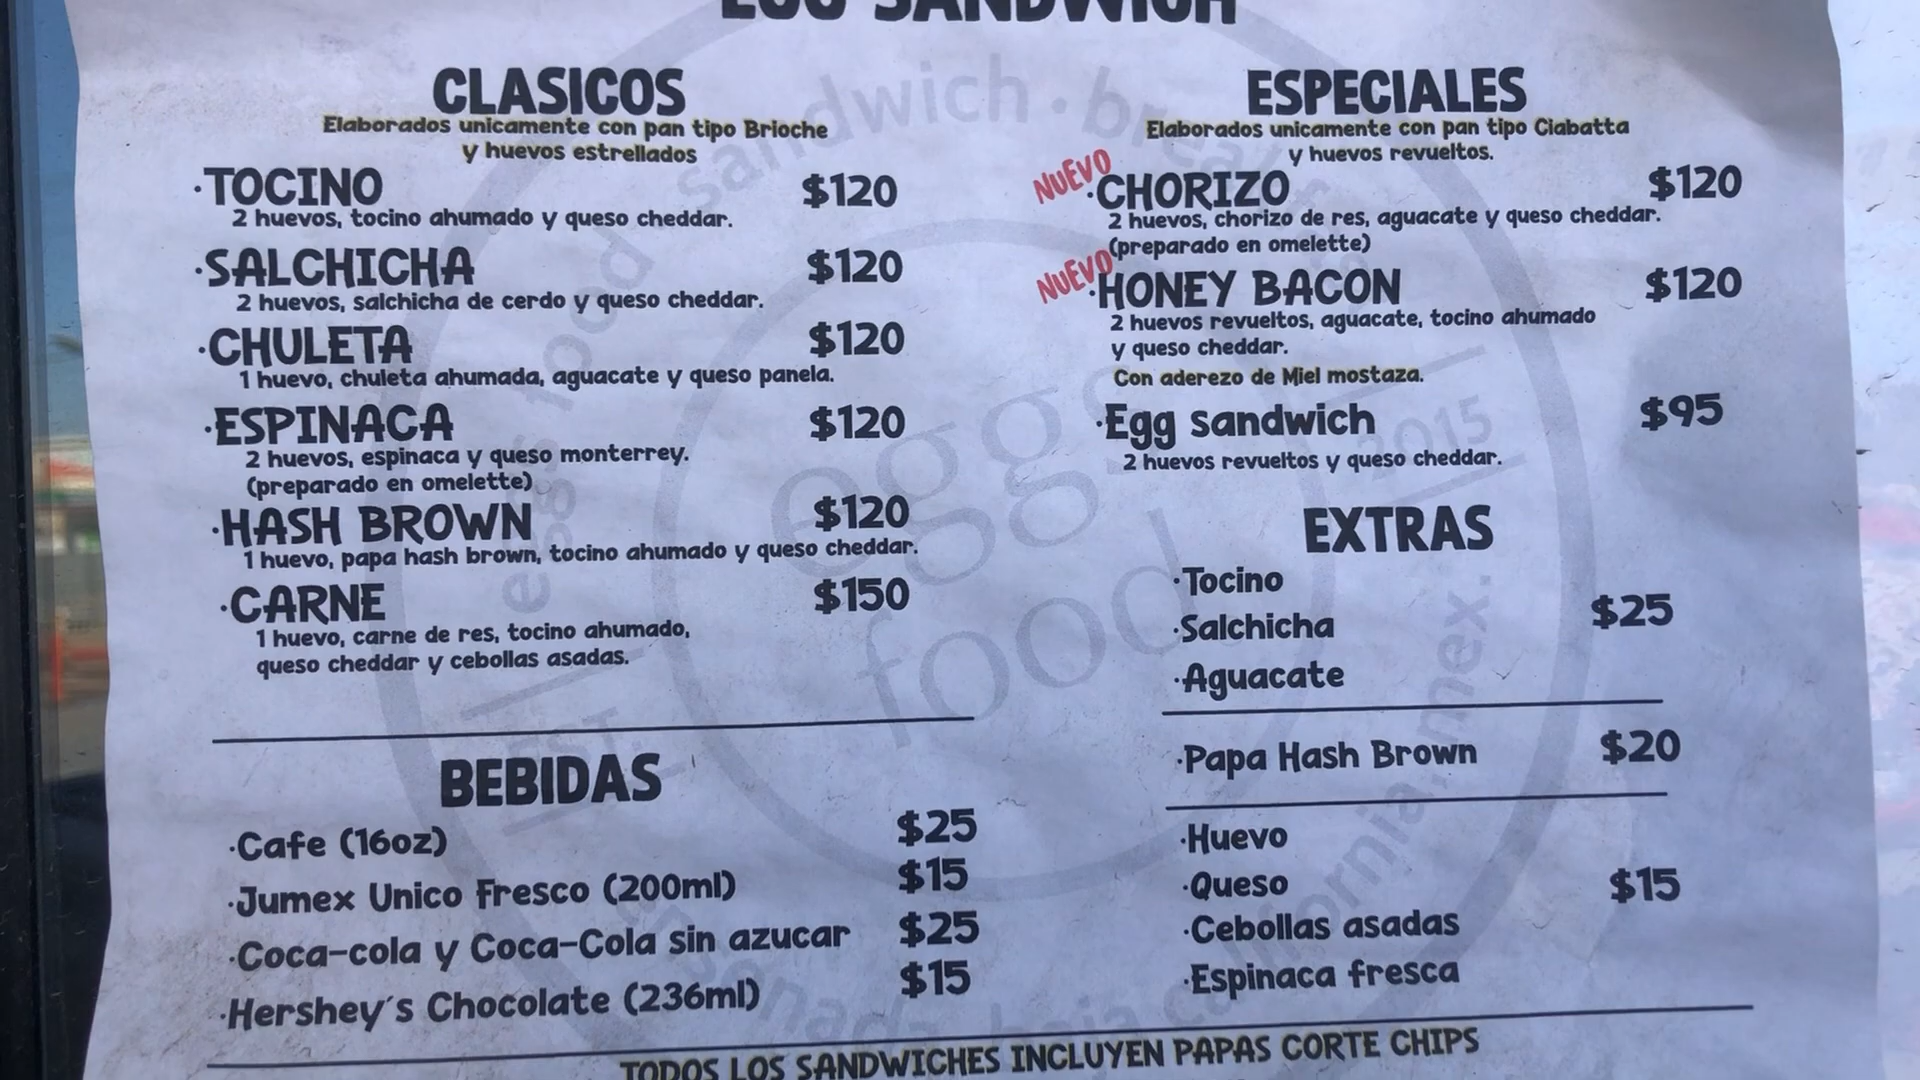 EGG SANDWICH
CLASICOS
Elaborados unicamente con pan tipo Brioche
y huevos estrellados
·TOCINO $120
2 huevos, tocino ahumado y queso cheddar.
·SALCHICHA $120
2 huevos, salchicha de cerdo y queso cheddar.
·CHULETA $120
1 huevo, chuleta ahumada, aguacate y queso panela.
·ESPINACA $120
2 huevos, espinaca y queso monterrey.
(preparado en omelette)
·HASH BROWN $120
1 huevo, papa hash brown, tocino ahumado y queso cheddar.
·CARNE $150
1 huevo, carne de res, tocino ahumado,
queso cheddar y cebollas asadas.
BEBIDAS
·Cafe (16oz) $25
·Jumex Unico Fresco (200ml) $15
·Coca-cola y Coca-Cola sin azucar $25
·Hershey´s Chocolate (236ml) $15
ESPECIALES
Elaborados unicamente con pan tipo Ciabatta
y huevos revueltos.
NUEVO
·CHORIZO $120
2 huevos, chorizo de res, aguacate y queso cheddar.
(preparado en omelette)
NUEVO
·HONEY BACON $120
2 huevos revueltos, aguacate, tocino ahumado
y queso cheddar.
Con aderezo de Miel mostaza.
·Egg sandwich $95
2 huevos revueltos y queso cheddar.
EXTRAS
·Tocino
·Salchicha $25
·Aguacate
·Papa Hash Brown $20
·Huevo
·Queso $15
·Cebollas asadas
·Espinaca fresca
TODOS LOS SANDWICHES INCLUYEN PAPAS CORTE CHIPS
eggs
food
2015